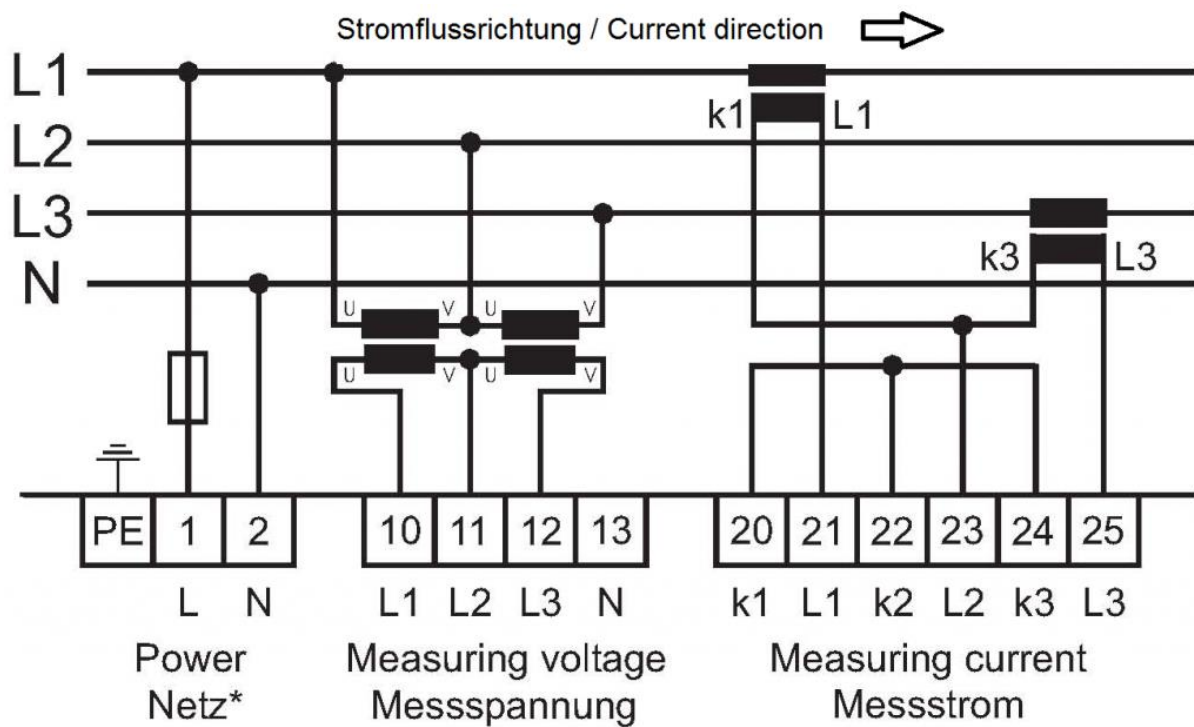 Stromflussrichtung / Current direction
L1
k1 L1
L2
L3
k3 L3
N
U V U V
U V U V
PE 1 2 10 11 12 13 20 21 22 23 24 25
L N L1 L2 L3 N k1 L1 k2 L2 k3 L3
Power Measuring voltage Measuring current
Netz* Messspannung Messstrom